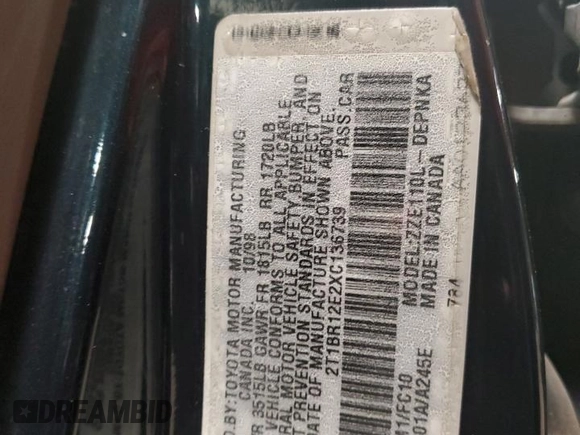 D BY:TOYOTA MOTOR MANUFACTURING
CANADA INC. 10/98
R 3515LB GAWR FR 1815LB RR 1720LB
VEHICLE CONFORMS TO ALL APPLICABLE
RAL MOTOR VEHICLE SAFETY,BUMPER, AND
T PREVENTION STANDARDS IN EFFECT ON
DATE OF MANUFACTURE SHOWN ABOVE.
2T1BR12E2XC136739 PASS.CAR
1/FC10 MODEL:ZZE110L-DEPNKA
01A/A245E MADE IN CANADA
7A4
DREAMBID